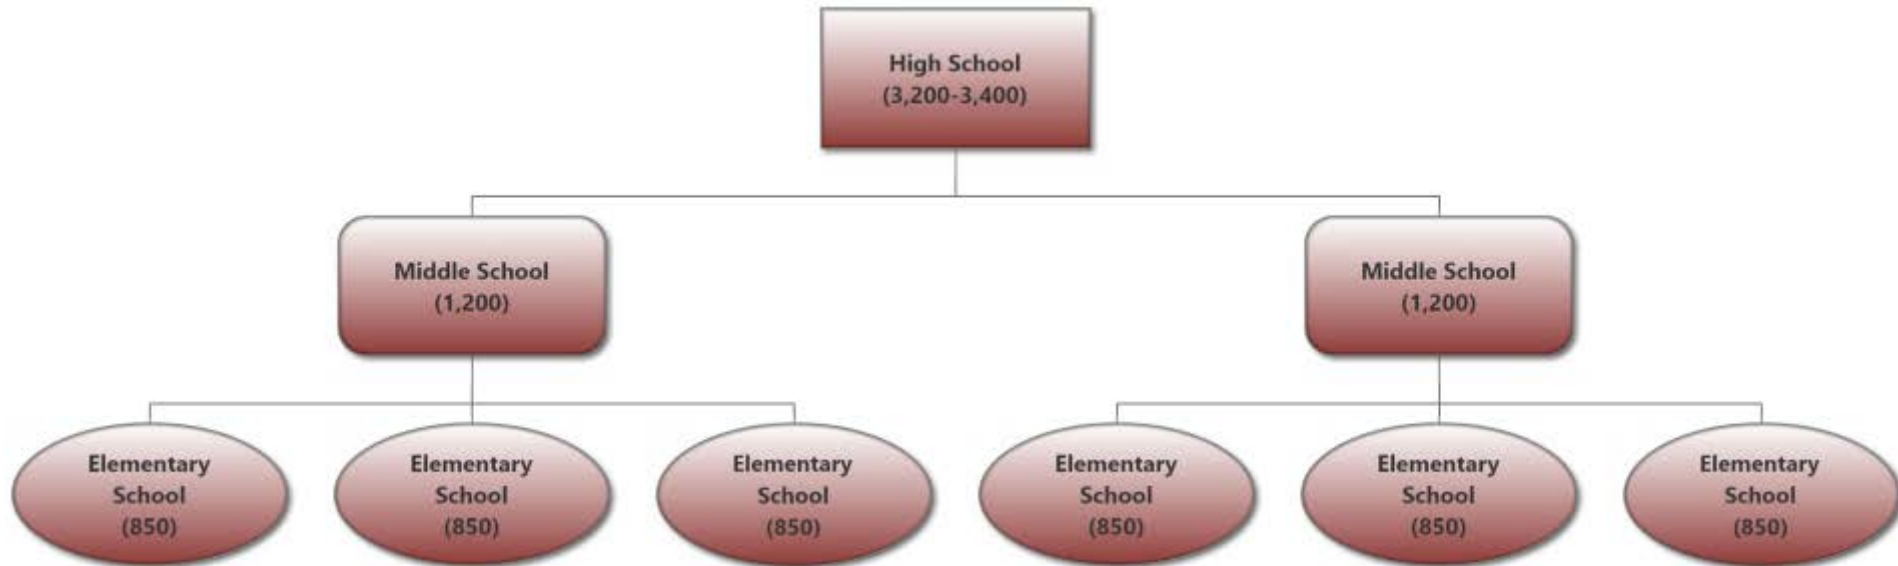 High School
(3,200-3,400)
Middle School
(1,200)
Middle School
(1,200)
Elementary
School
(850)
Elementary
School
(850)
Elementary
School
(850)
Elementary
School
(850)
Elementary
School
(850)
Elementary
School
(850)